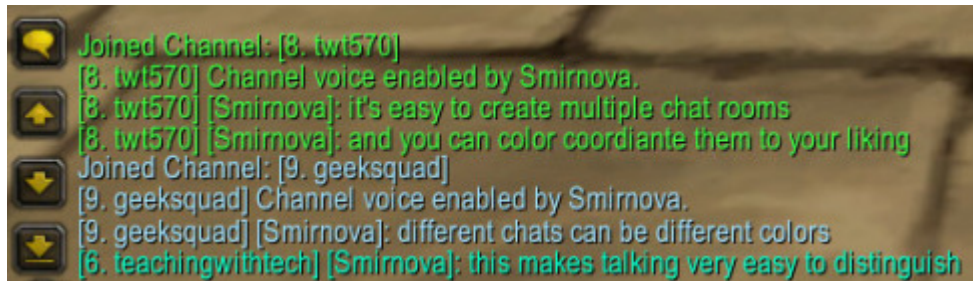 Joined Channel: [8. twt570]
[8. twt570] Channel voice enabled by Smirnova.
[8. twt570] [Smirnova]: it's easy to create multiple chat rooms
[8. twt570] [Smirnova]: and you can color coordiante them to your liking
Joined Channel: [9. geeksquad]
[9. geeksquad] Channel voice enabled by Smirnova.
[9. geeksquad] [Smirnova]: different chats can be different colors
[6. teachingwithtech] [Smirnova]: this makes talking very easy to distinguish